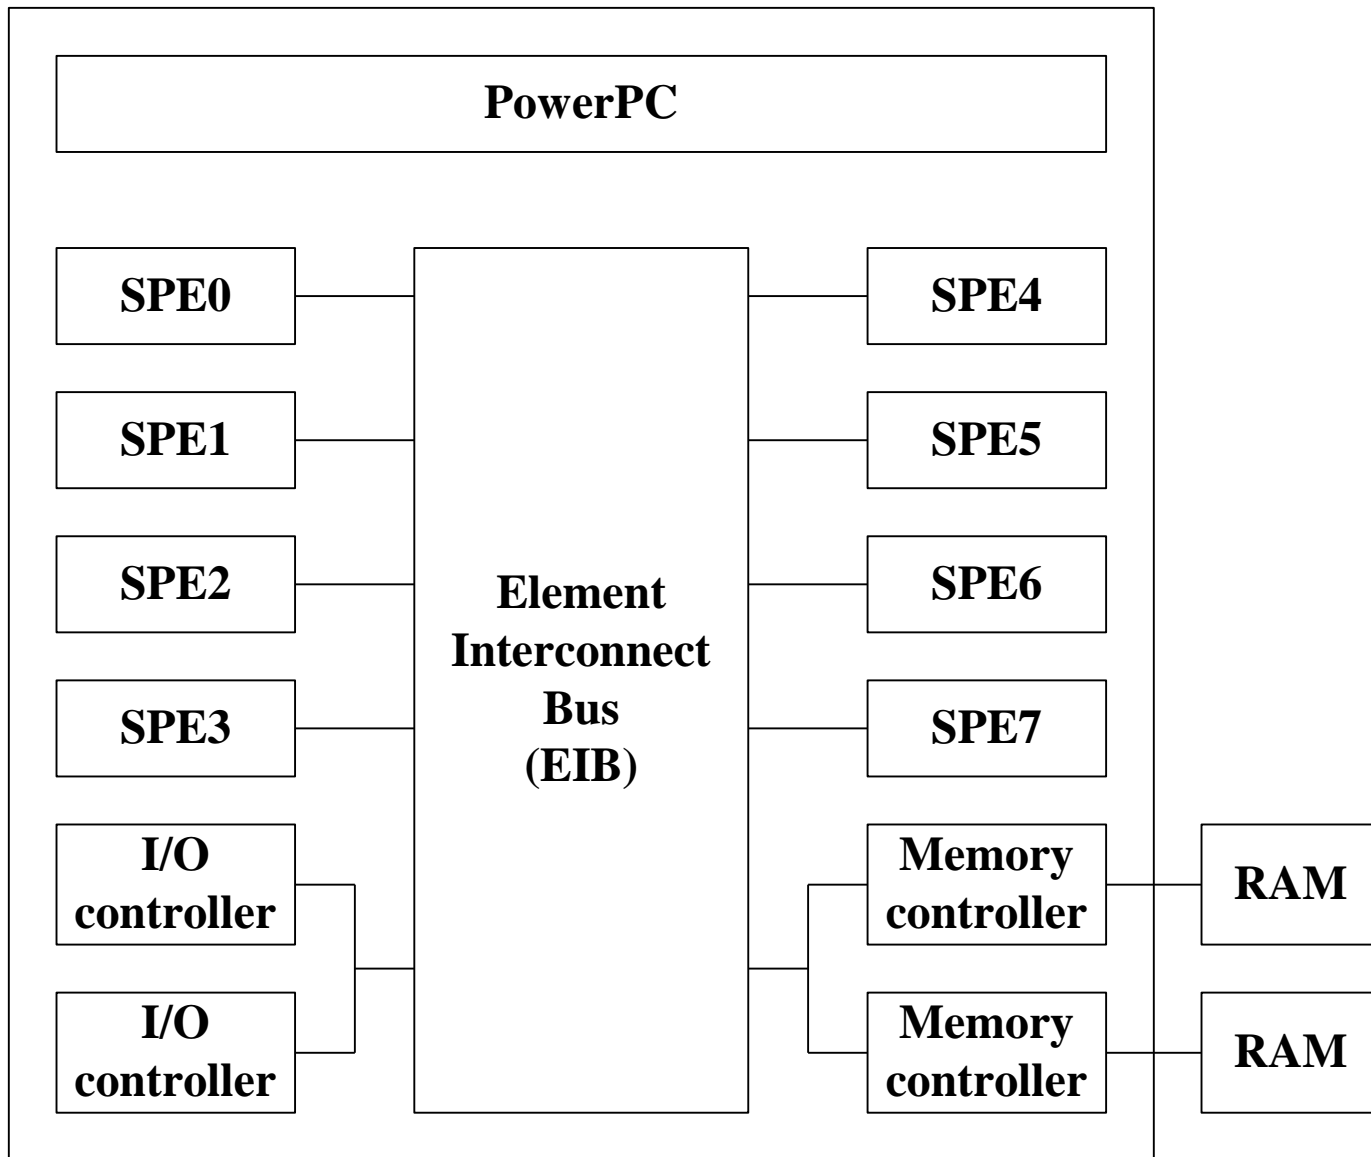 PowerPC
SPE0
SPE4
SPE1
SPE5
SPE2
SPE6
SPE3
SPE7
Element
Interconnect
Bus
(EIB)
I/O
controller
Memory
controller
RAM
I/O
controller
Memory
controller
RAM